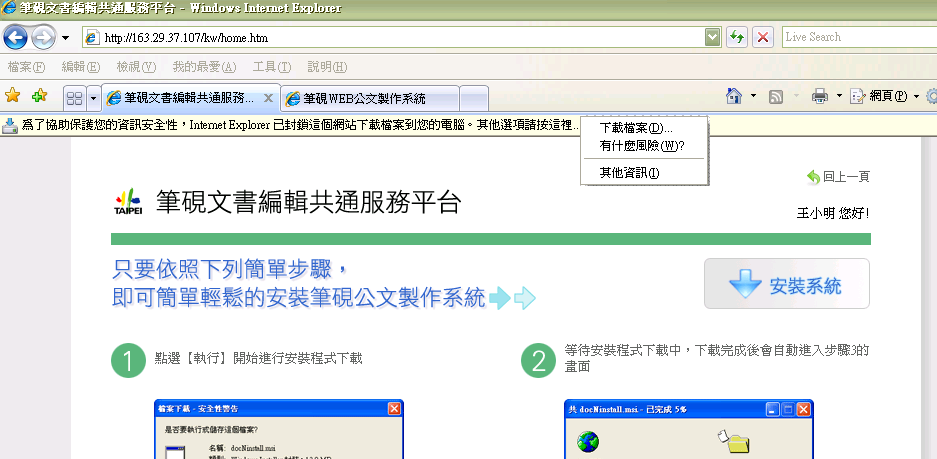 筆硯文書編輯共通服務平台 - Windows Internet Explorer
http://163.29.37.107/kw/home.htm
Live Search
檔案(F) 編輯(E) 檢視(V) 我的最愛(A) 工具(T) 說明(H)
筆硯文書編輯共通服務... 筆硯WEB公文製作系統 網頁(P)
為了協助保護您的資訊安全性，Internet Explorer 已封鎖這個網站下載檔案到您的電腦。其他選項請按這裡...
下載檔案(D)...
有什麼風險(W)?
其他資訊(I)
回上一頁
TAIPEI 筆硯文書編輯共通服務平台
王小明 您好!
只要依照下列簡單步驟，
即可簡單輕鬆的安裝筆硯公文製作系統
安裝系統
1 點選【執行】開始進行安裝程式下載
2 等待安裝程式下載中，下載完成後會自動進入步驟3的
畫面
檔案下載 - 安全性警告
是否要執行或儲存這個檔案?
名稱: docNinstall.msi
共 docNinstall.msi - 已完成 5%